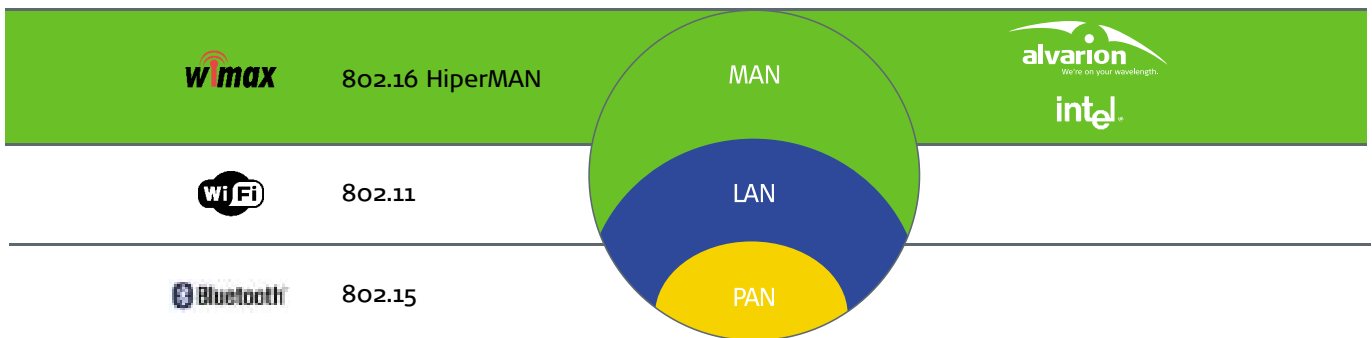 wimax 802.16 HiperMAN MAN alvarion
We're on your wavelength.
intel
WiFi 802.11 LAN
Bluetooth 802.15 PAN